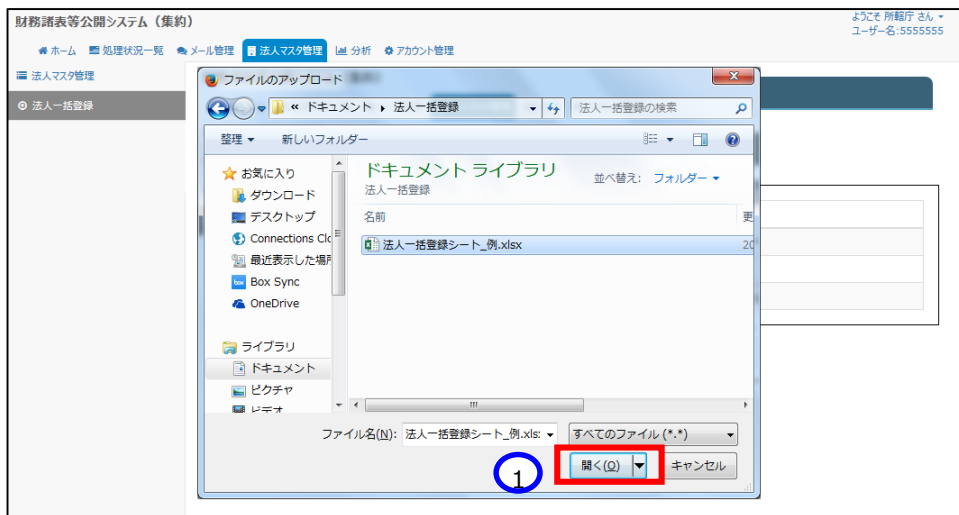 財務諸表等公開システム（集約）
ようこそ 所轄庁 さん
ユーザー名:5555555
ホーム 処理状況一覧 メール管理 法人マスタ管理 分析 アカウント管理
法人マスタ管理
法人一括登録
ファイルのアップロード
« ドキュメント 法人一括登録
法人一括登録の検索
整理 新しいフォルダー
お気に入り
ダウンロード
デスクトップ
Connections Clo
最近表示した場所
Box Sync
OneDrive
ライブラリ
ドキュメント
ピクチャ
ビデオ
ドキュメント ライブラリ
法人一括登録
並べ替え: フォルダー
名前
更
法人一括登録シート_例.xlsx
20
ファイル名(N): 法人一括登録シート_例.xls
すべてのファイル (*.*)
1
開く(O)
キャンセル